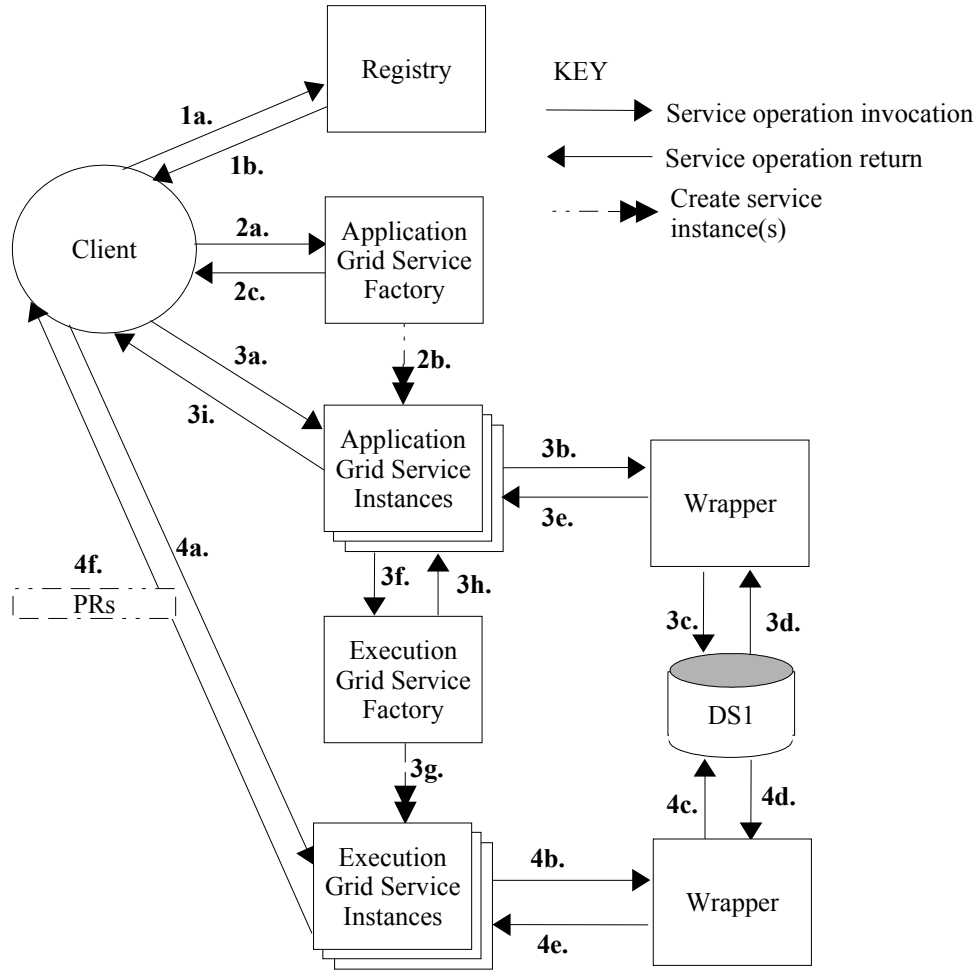 Registry
KEY
Service operation invocation
Service operation return
Create service
instance(s)
1a.
1b.
Client
2a.
2c.
Application
Grid Service
Factory
2b.
3a.
3i.
Application
Grid Service
Instances
3b.
3e.
Wrapper
4f.
PRs
4a.
3f.
3h.
3c.
3d.
Execution
Grid Service
Factory
DS1
3g.
4c.
4d.
Execution
Grid Service
Instances
4b.
4e.
Wrapper